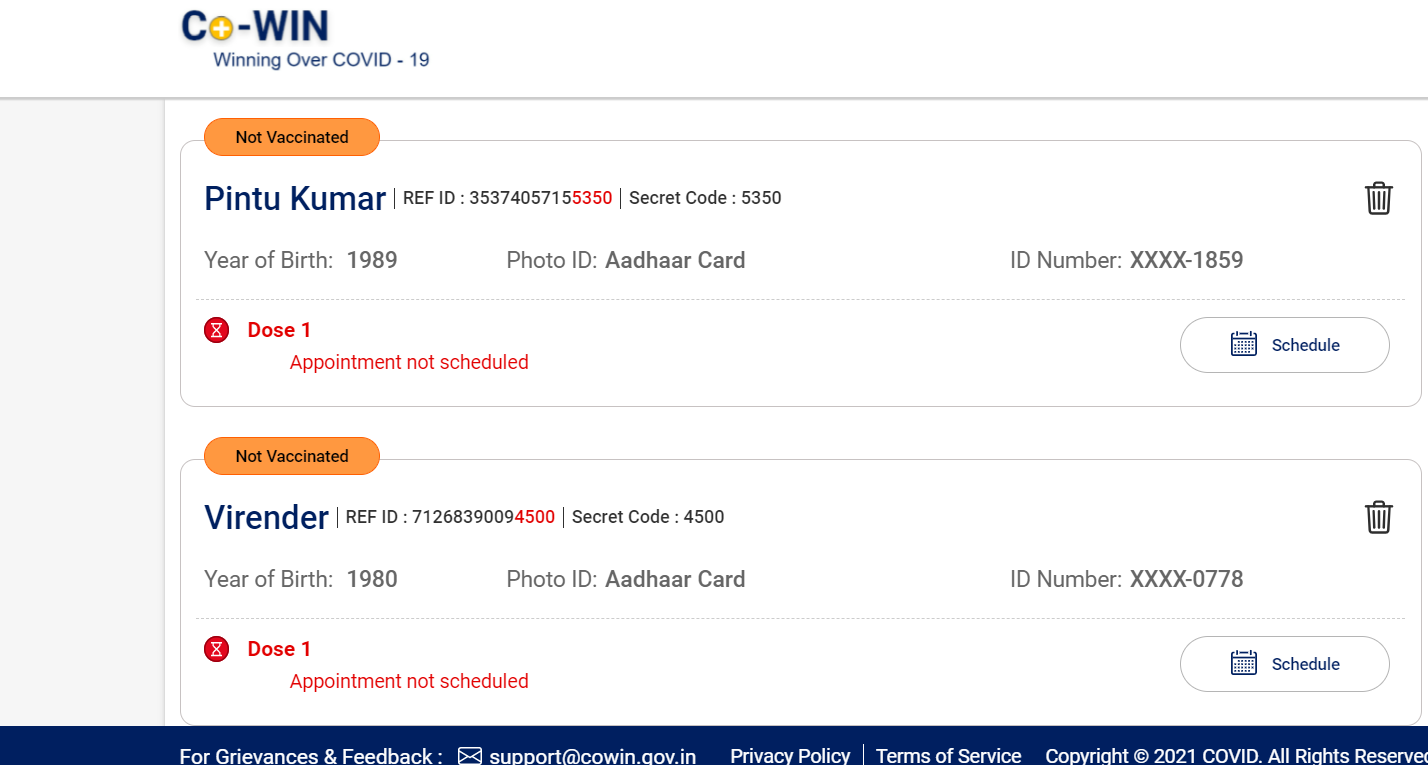 Co-WIN
Winning Over COVID - 19
Not Vaccinated
Pintu Kumar | REF ID : 35374057155350 | Secret Code : 5350
Year of Birth: 1989 Photo ID: Aadhaar Card ID Number: XXXX-1859
Dose 1
Appointment not scheduled
Schedule
Not Vaccinated
Virender | REF ID : 71268390094500 | Secret Code : 4500
Year of Birth: 1980 Photo ID: Aadhaar Card ID Number: XXXX-0778
Dose 1
Appointment not scheduled
Schedule
For Grievances & Feedback : support@cowin.gov.in Privacy Policy | Terms of Service Copyright © 2021 COVID. All Rights Reserved